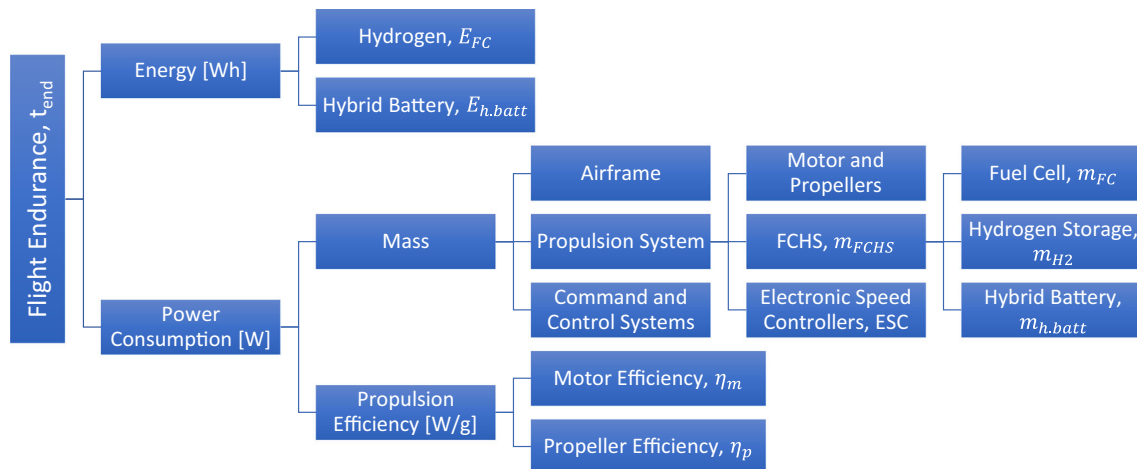 Flight Endurance, t_end
Energy [Wh]
Hydrogen, E_FC
Hybrid Battery, E_h.batt
Power
Consumption [W]
Mass
Airframe
Propulsion System
Motor and
Propellers
FCHS, m_FCHS
Fuel Cell, m_FC
Hydrogen Storage,
m_H2
Hybrid Battery,
m_h.batt
Electronic Speed
Controllers, ESC
Command and
Control Systems
Propulsion
Efficiency [W/g]
Motor Efficiency, η_m
Propeller Efficiency, η_p